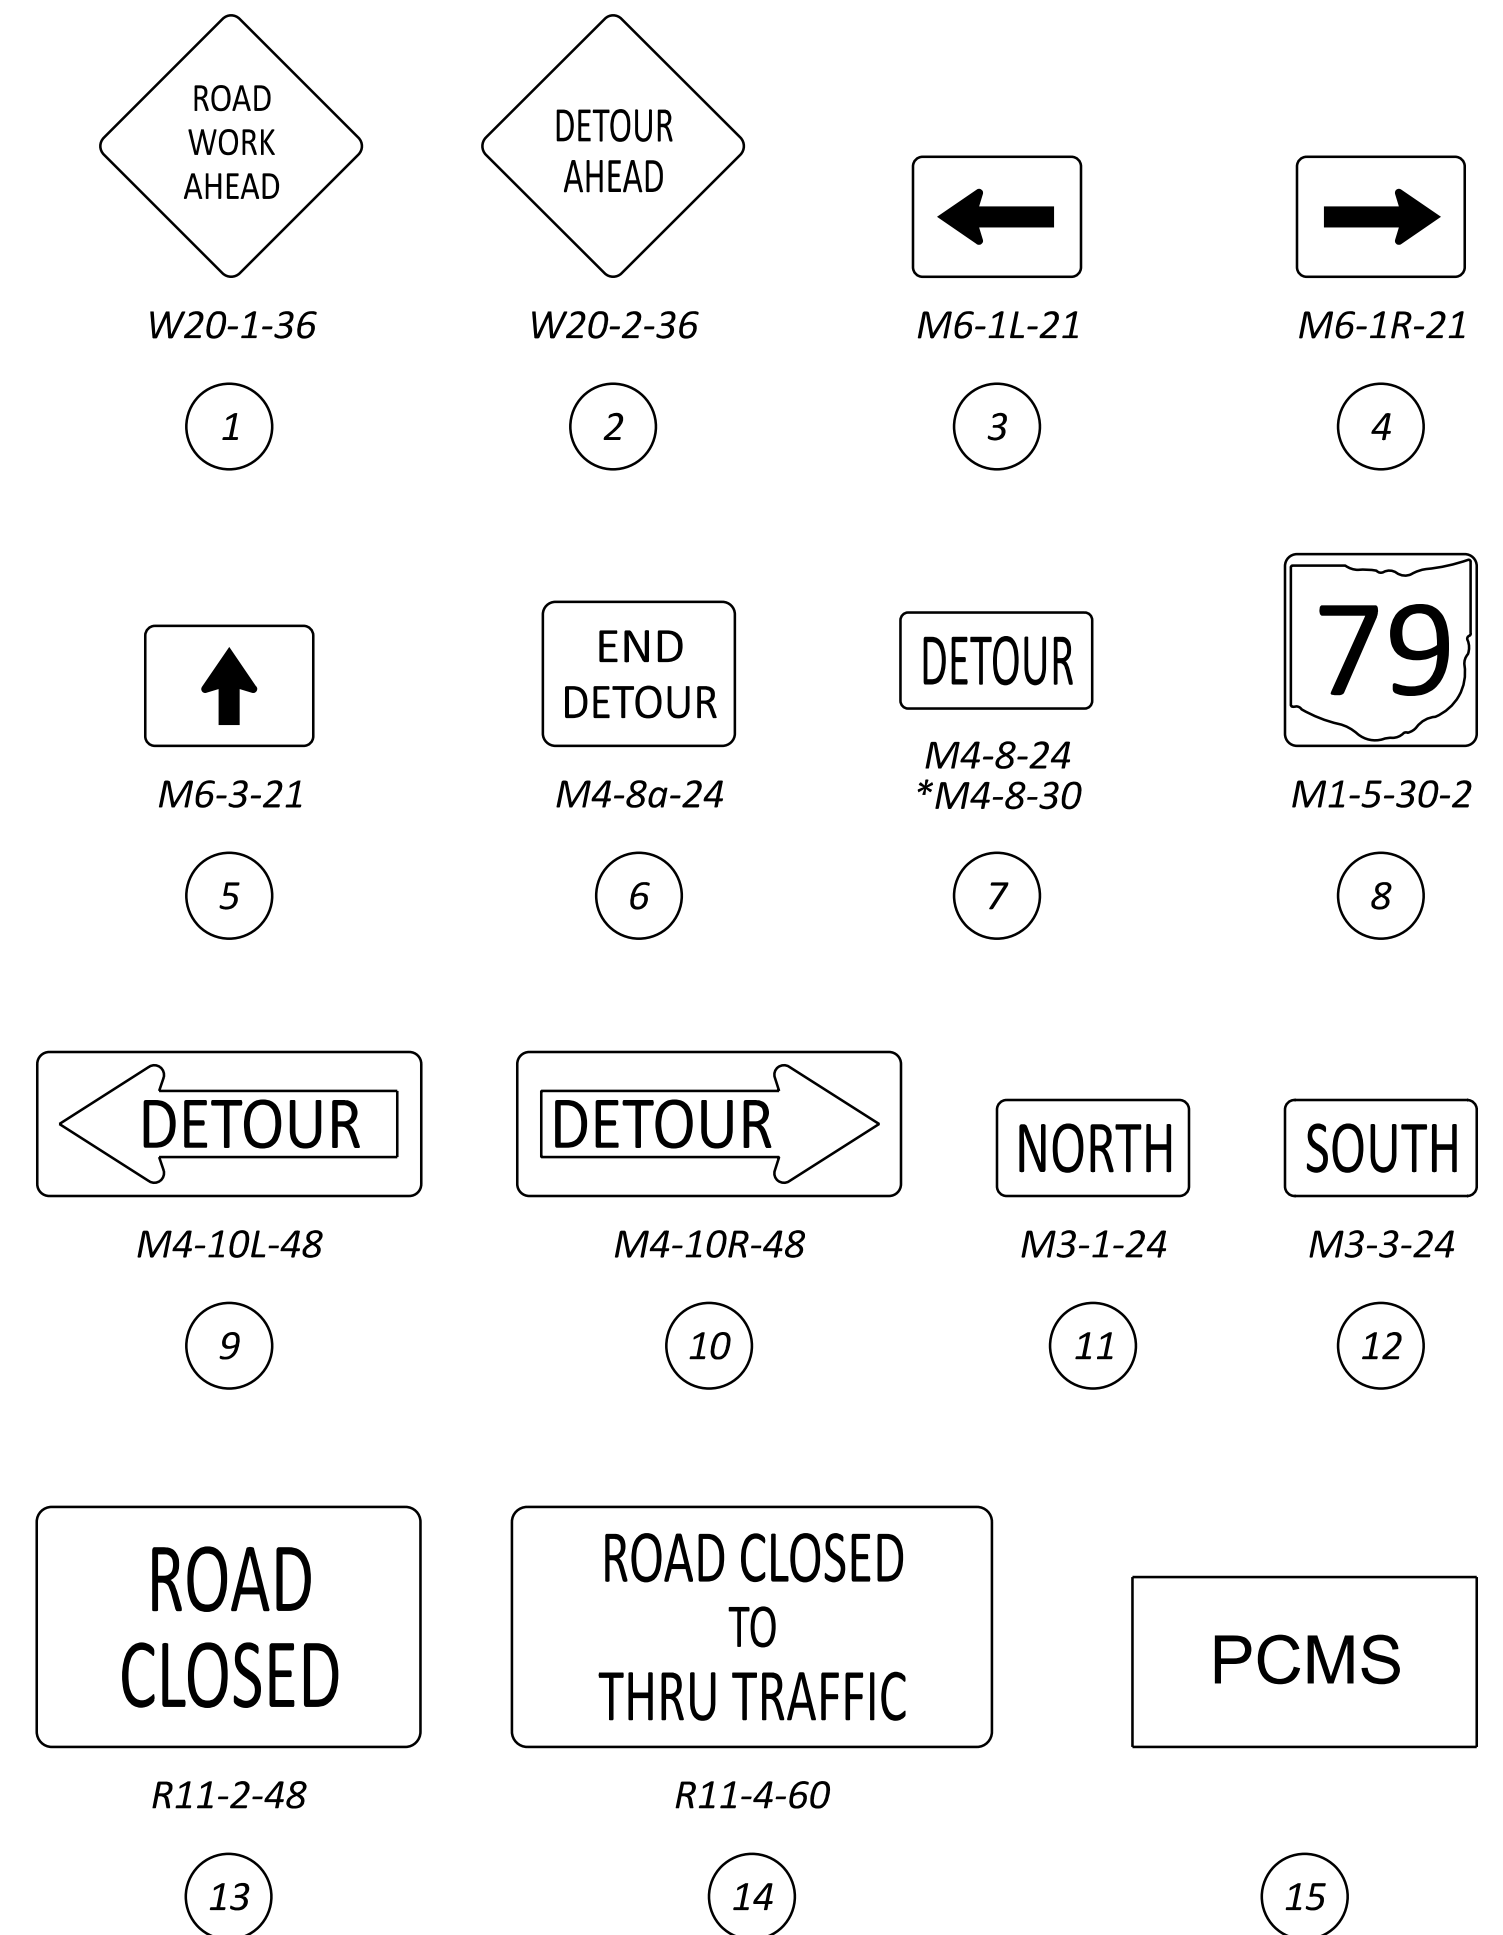 ROAD
WORK
AHEAD
W20-1-36
1
DETOUR
AHEAD
W20-2-36
2
M6-1L-21
3
M6-1R-21
4
M6-3-21
5
END
DETOUR
M4-8a-24
6
DETOUR
M4-8-24
*M4-8-30
7
79
M1-5-30-2
8
DETOUR
M4-10L-48
9
DETOUR
M4-10R-48
10
NORTH
M3-1-24
11
SOUTH
M3-3-24
12
ROAD
CLOSED
R11-2-48
13
ROAD CLOSED
TO
THRU TRAFFIC
R11-4-60
14
PCMS
15